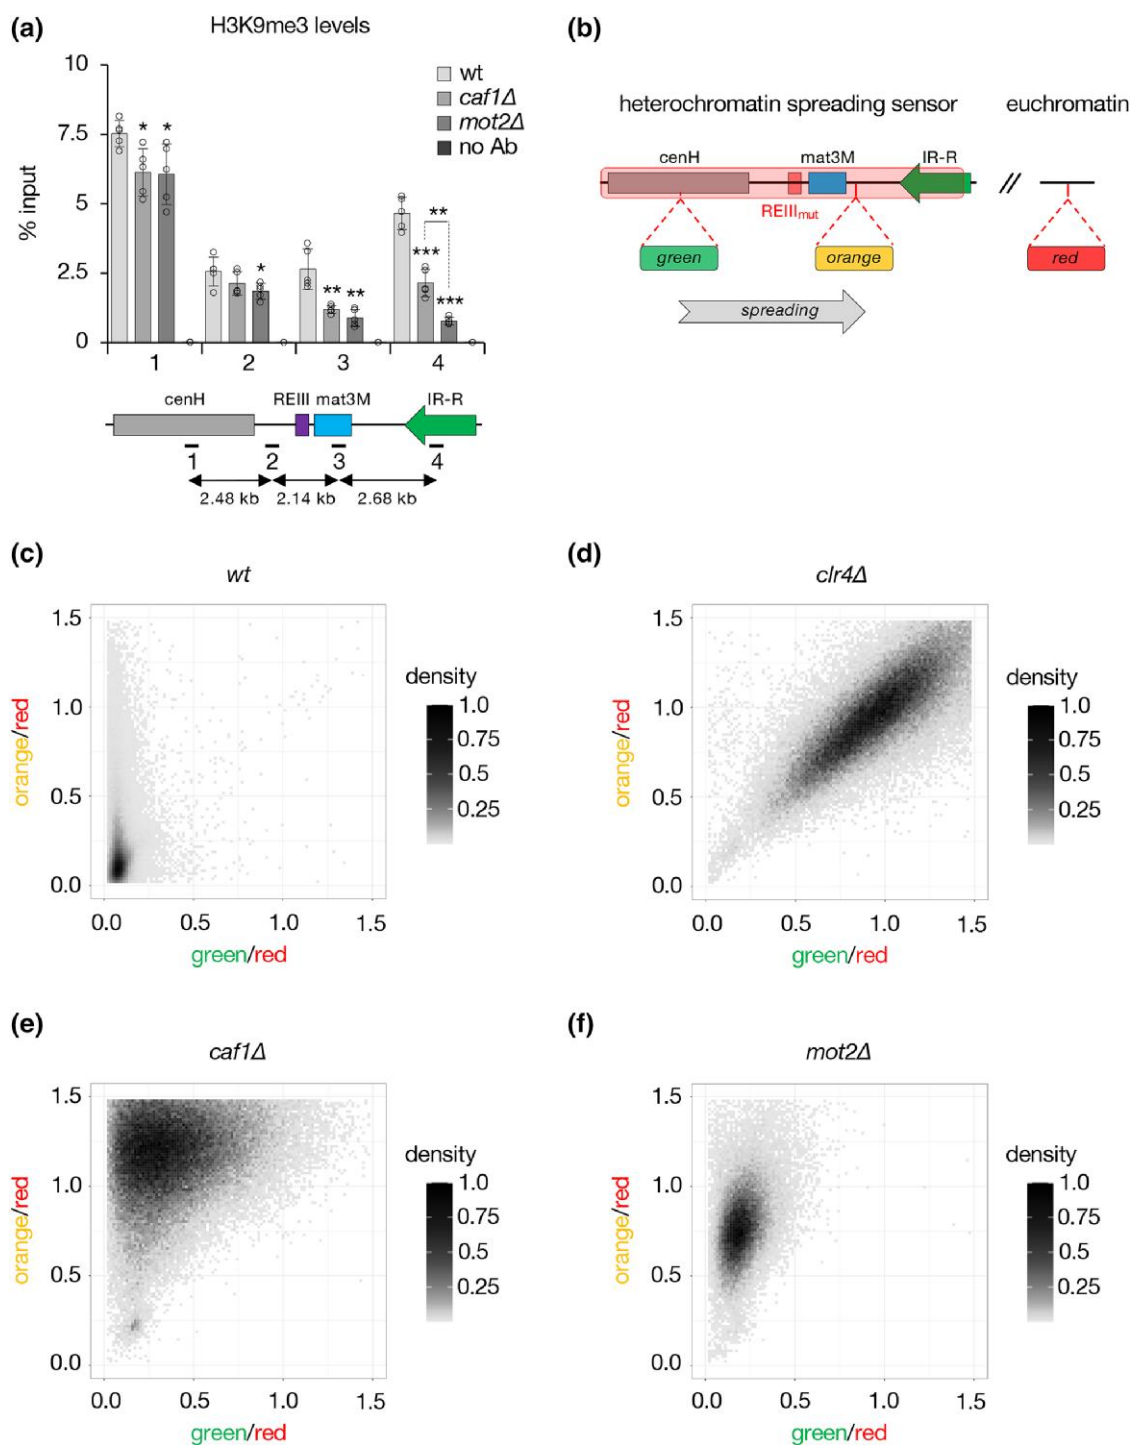 (a)
H3K9me3 levels
% input
10
7.5
5
2.5
0
wt
caf1Δ
mot2Δ
no Ab
* *
*
** **
**
***
***
1 2 3 4
cenH REIII mat3M IR-R
1 2 3 4
2.48 kb 2.14 kb 2.68 kb
(b)
heterochromatin spreading sensor euchromatin
cenH mat3M IR-R
//
REIIImut
green orange red
spreading
(c)
wt
orange/red
1.5
1.0
0.5
0.0
0.0 0.5 1.0 1.5
green/red
density
1.0
0.75
0.5
0.25
(d)
clr4Δ
orange/red
1.5
1.0
0.5
0.0
0.0 0.5 1.0 1.5
green/red
density
1.0
0.75
0.5
0.25
(e)
caf1Δ
orange/red
1.5
1.0
0.5
0.0
0.0 0.5 1.0 1.5
green/red
density
1.0
0.75
0.5
0.25
(f)
mot2Δ
orange/red
1.5
1.0
0.5
0.0
0.0 0.5 1.0 1.5
green/red
density
1.0
0.75
0.5
0.25